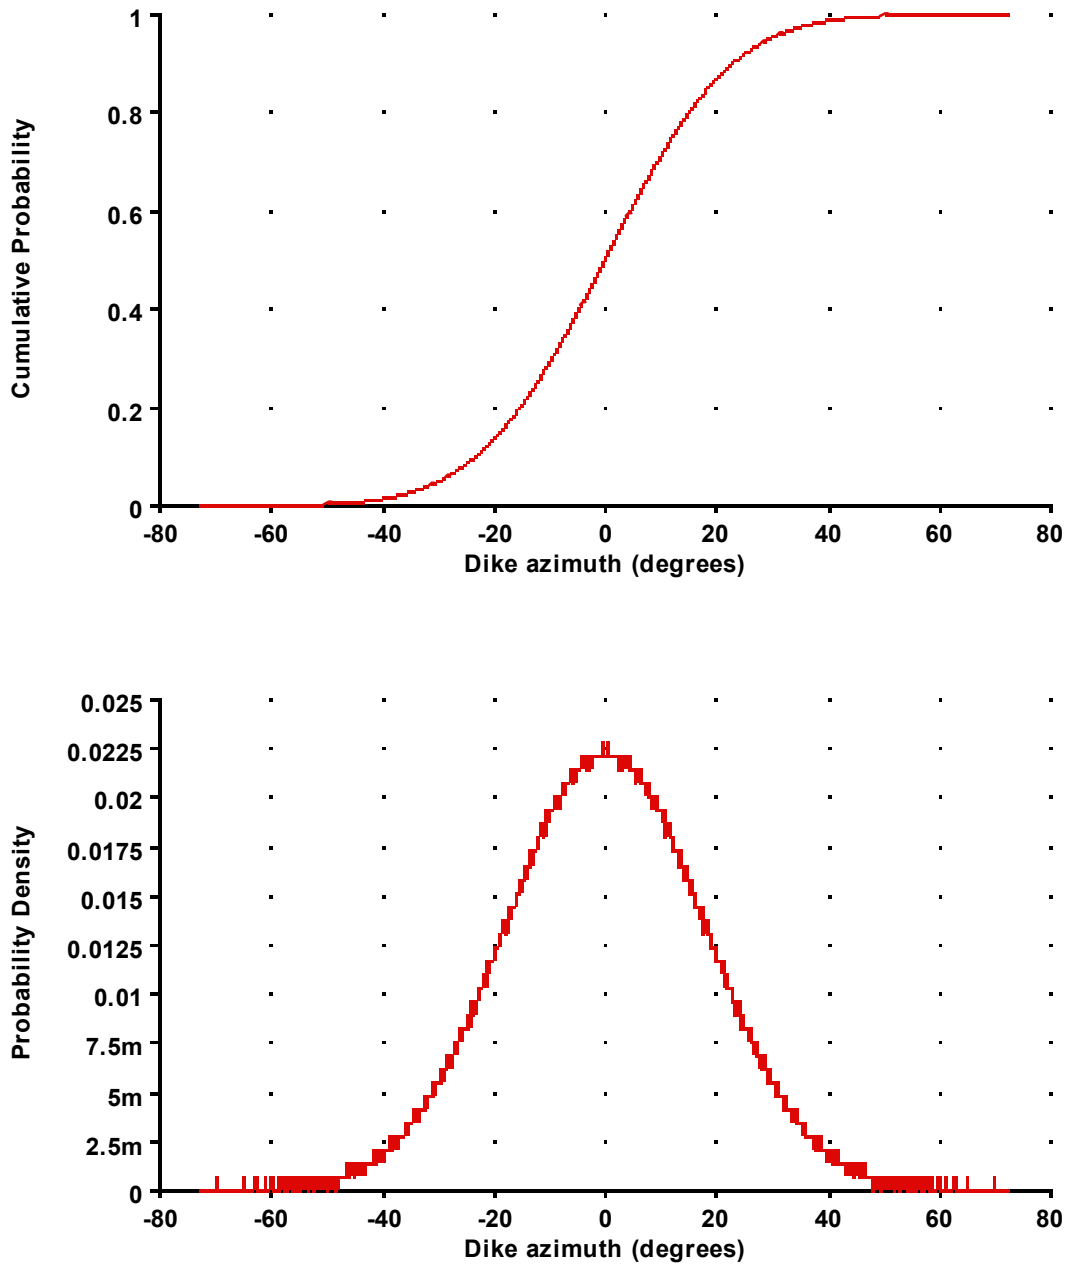 Cumulative Probability
1
0.8
0.6
0.4
0.2
0
-80 -60 -40 -20 0 20 40 60 80
Dike azimuth (degrees)
Probability Density
0.025
0.0225
0.02
0.0175
0.015
0.0125
0.01
7.5m
5m
2.5m
0
-80 -60 -40 -20 0 20 40 60 80
Dike azimuth (degrees)